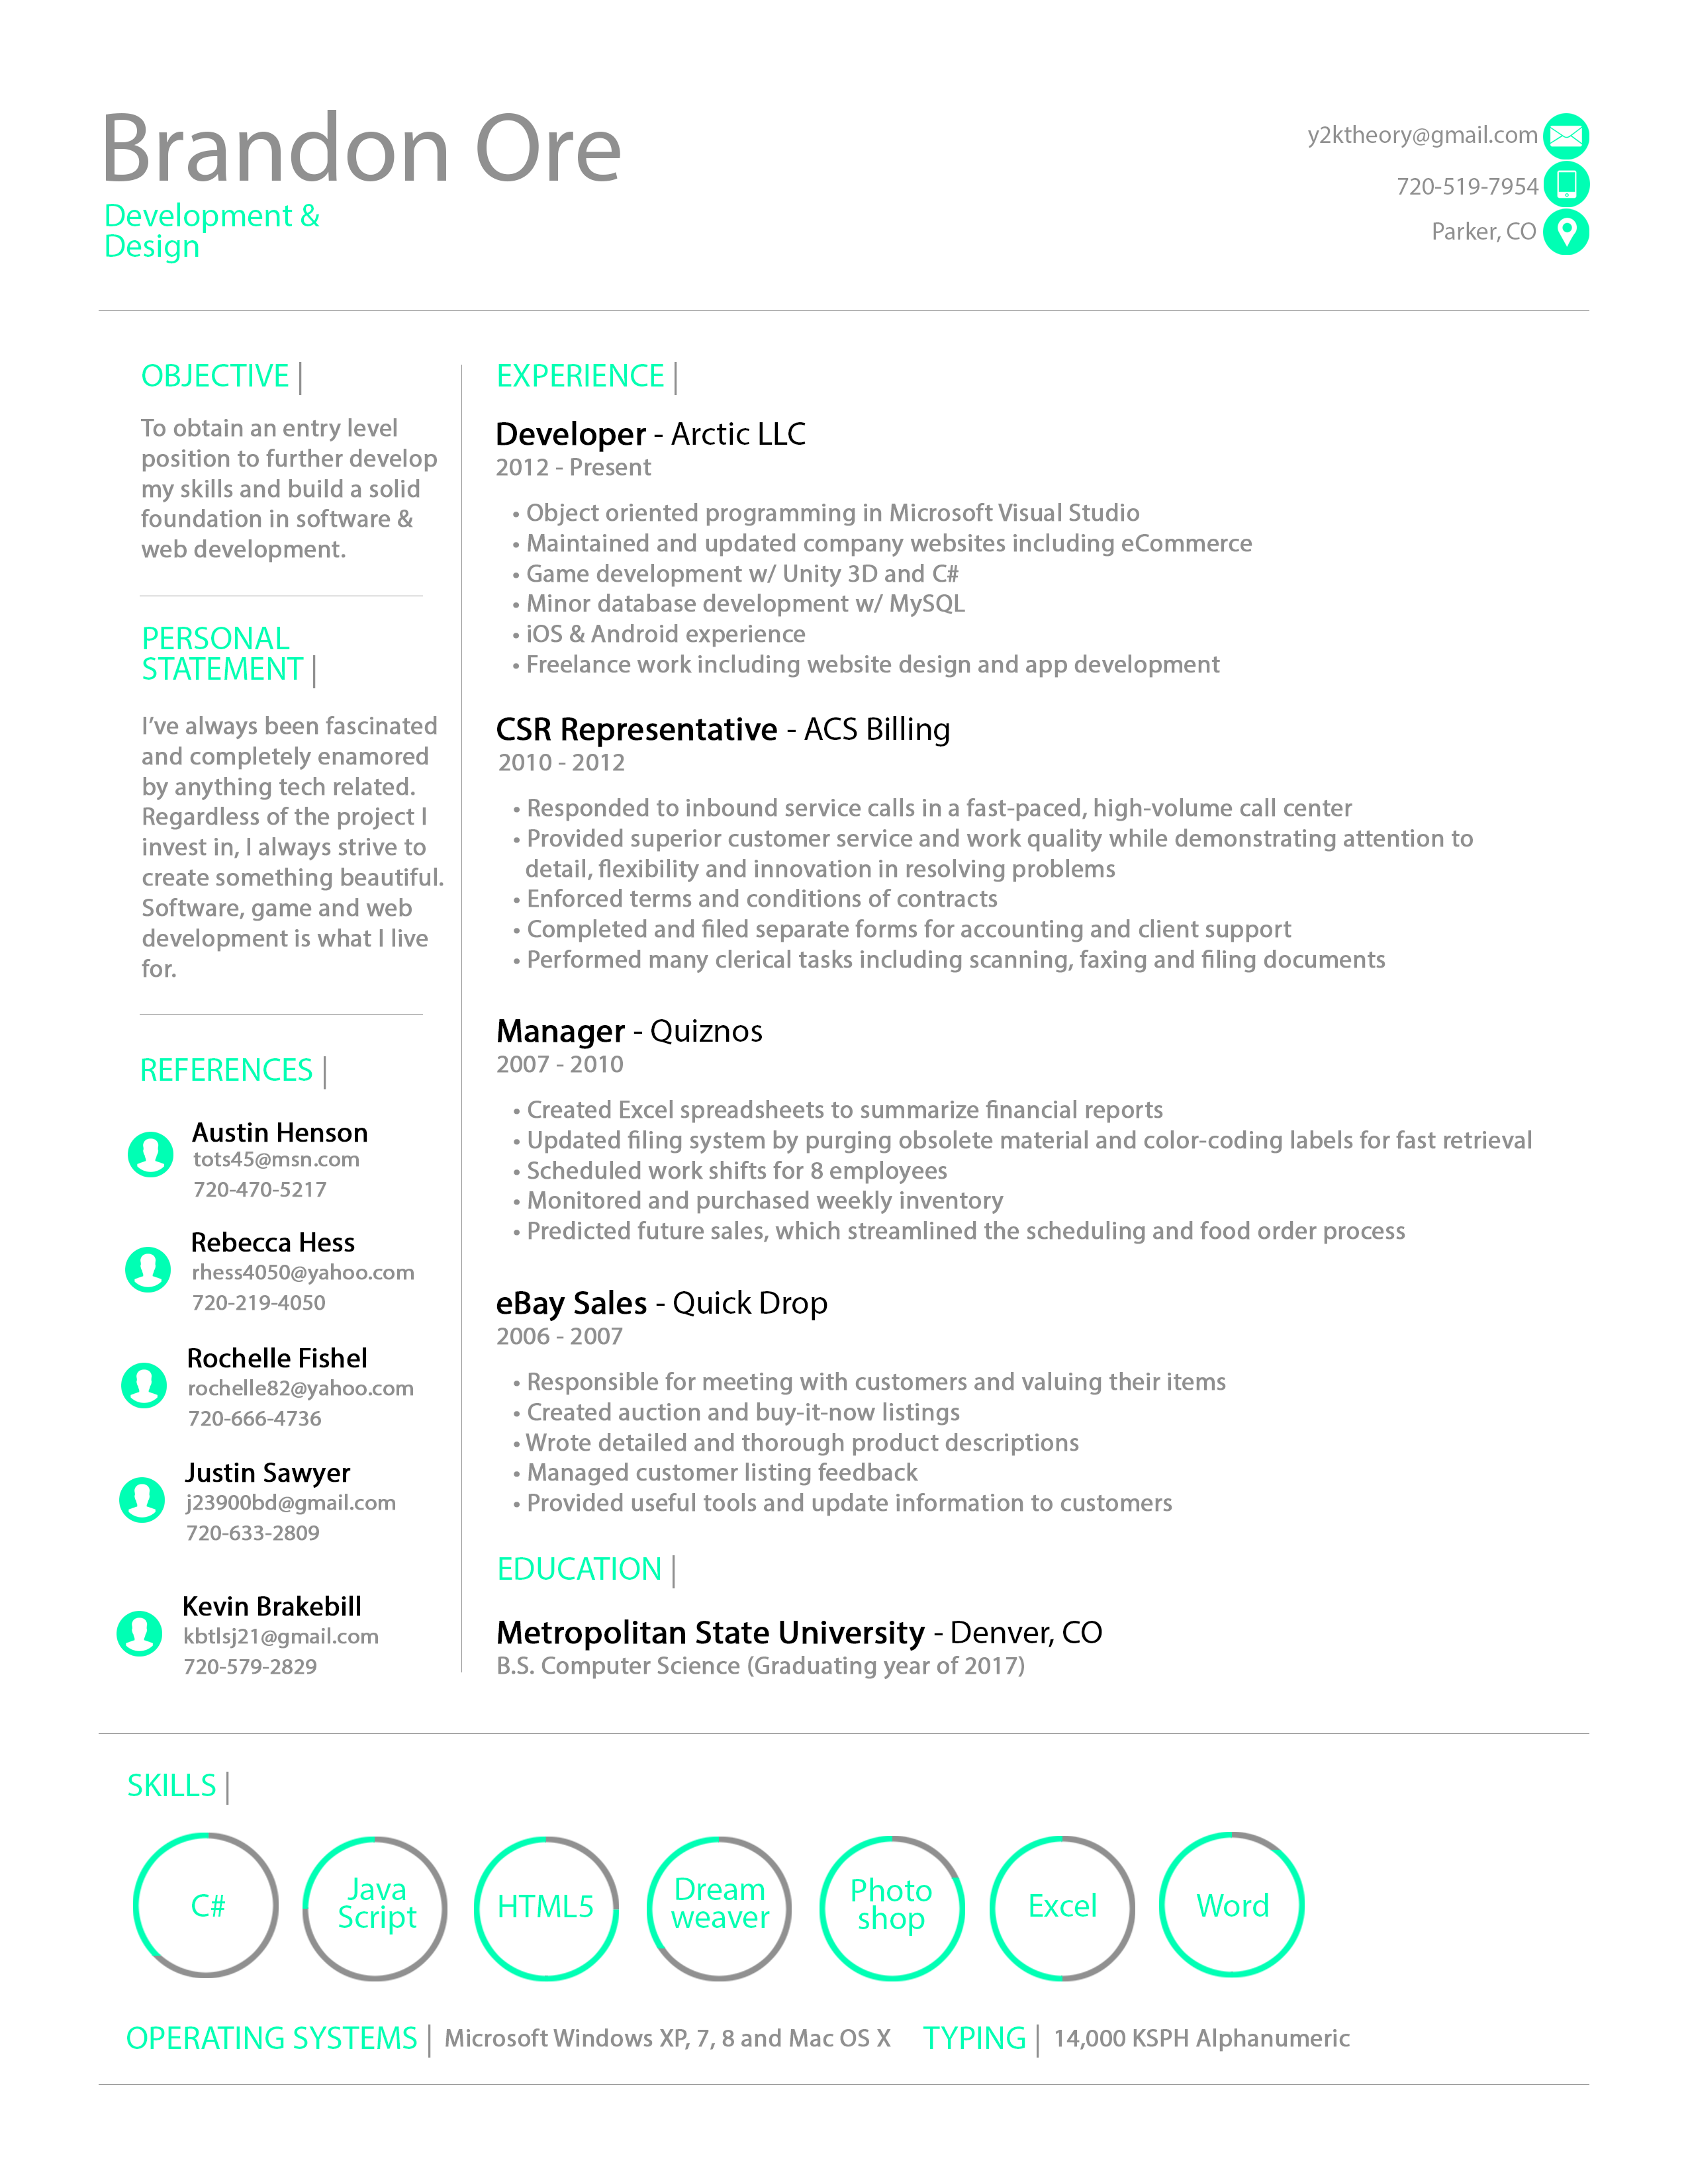 Brandon Ore
Development &
Design
y2ktheory@gmail.com
720-519-7954
Parker, CO
OBJECTIVE |
To obtain an entry level
position to further develop
my skills and build a solid
foundation in software &
web development.
PERSONAL
STATEMENT |
I’ve always been fascinated
and completely enamored
by anything tech related.
Regardless of the project I
invest in, I always strive to
create something beautiful.
Software, game and web
development is what I live
for.
REFERENCES |
Austin Henson
tots45@msn.com
720-470-5217
Rebecca Hess
rhess4050@yahoo.com
720-219-4050
Rochelle Fishel
rochelle82@yahoo.com
720-666-4736
Justin Sawyer
j23900bd@gmail.com
720-633-2809
Kevin Brakebill
kbtlsj21@gmail.com
720-579-2829
EXPERIENCE |
Developer - Arctic LLC
2012 - Present
• Object oriented programming in Microsoft Visual Studio
• Maintained and updated company websites including eCommerce
• Game development w/ Unity 3D and C#
• Minor database development w/ MySQL
• iOS & Android experience
• Freelance work including website design and app development
CSR Representative - ACS Billing
2010 - 2012
• Responded to inbound service calls in a fast-paced, high-volume call center
• Provided superior customer service and work quality while demonstrating attention to
detail, flexibility and innovation in resolving problems
• Enforced terms and conditions of contracts
• Completed and filed separate forms for accounting and client support
• Performed many clerical tasks including scanning, faxing and filing documents
Manager - Quiznos
2007 - 2010
• Created Excel spreadsheets to summarize financial reports
• Updated filing system by purging obsolete material and color-coding labels for fast retrieval
• Scheduled work shifts for 8 employees
• Monitored and purchased weekly inventory
• Predicted future sales, which streamlined the scheduling and food order process
eBay Sales - Quick Drop
2006 - 2007
• Responsible for meeting with customers and valuing their items
• Created auction and buy-it-now listings
• Wrote detailed and thorough product descriptions
• Managed customer listing feedback
• Provided useful tools and update information to customers
EDUCATION |
Metropolitan State University - Denver, CO
B.S. Computer Science (Graduating year of 2017)
SKILLS |
C#
Java
Script
HTML5
Dream
weaver
Photo
shop
Excel
Word
OPERATING SYSTEMS | Microsoft Windows XP, 7, 8 and Mac OS X
TYPING | 14,000 KSPH Alphanumeric